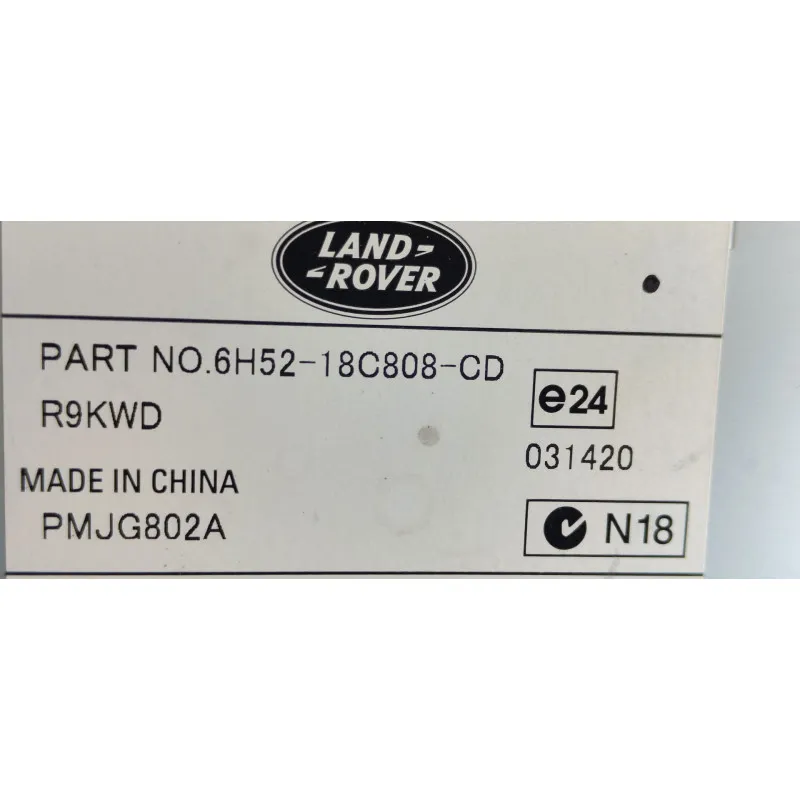 LAND
ROVER
PART NO.6H52-18C808-CD
R9KWD
e24
031420
MADE IN CHINA
PMJG802A
N18